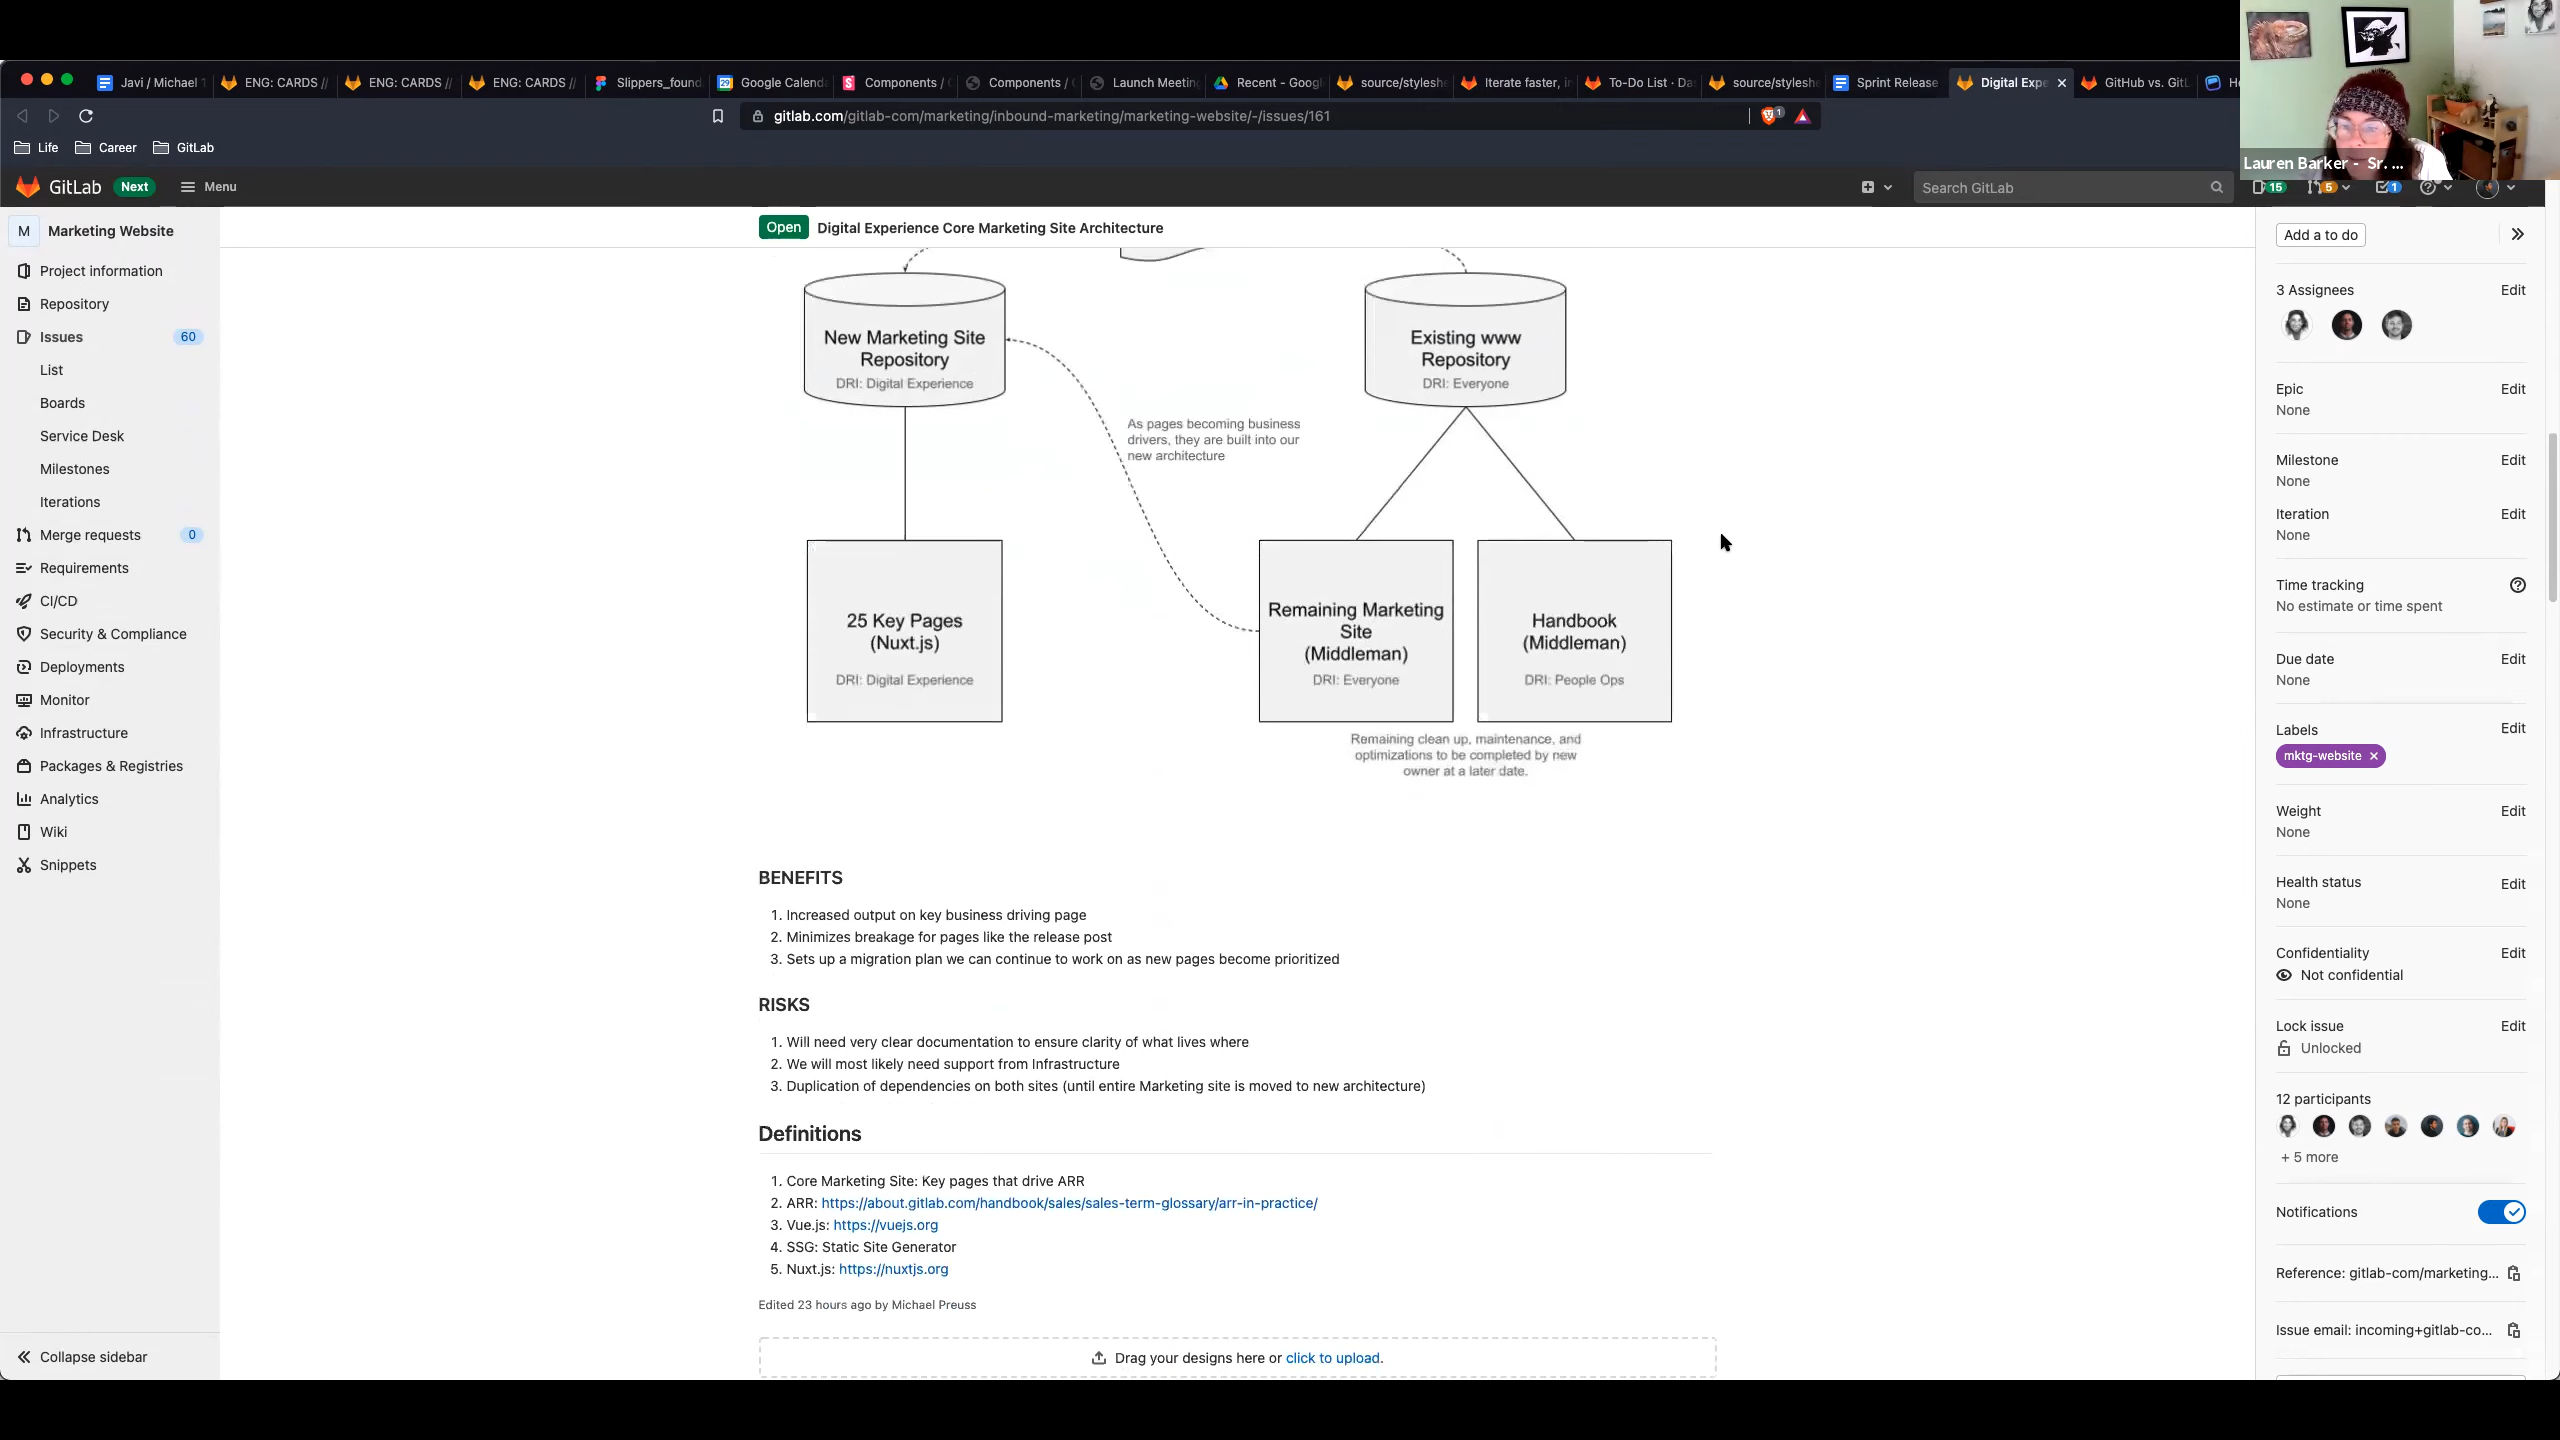 Javi / Michael 1
ENG: CARDS //
ENG: CARDS //
ENG: CARDS //
Slippers_found
Google Calenda
Components / G
Components / G
Launch Meeting
Recent - Googl
source/styleshe
Iterate faster, in
To-Do List · Da
source/styleshe
Sprint Release
Digital Expe
GitHub vs. GitL
gitlab.com/gitlab-com/marketing/inbound-marketing/marketing-website/-/issues/161
1
Life
Career
GitLab
Lauren Barker - Sr. ...
GitLab
Next
Menu
Search GitLab
15
5
1
M
Marketing Website
Project information
Repository
Issues
60
List
Boards
Service Desk
Milestones
Iterations
Merge requests
0
Requirements
CI/CD
Security & Compliance
Deployments
Monitor
Infrastructure
Packages & Registries
Analytics
Wiki
Snippets
Collapse sidebar
Open
Digital Experience Core Marketing Site Architecture
New Marketing Site
Repository
DRI: Digital Experience
Existing www
Repository
DRI: Everyone
As pages becoming business
drivers, they are built into our
new architecture
25 Key Pages
(Nuxt.js)
DRI: Digital Experience
Remaining Marketing
Site
(Middleman)
DRI: Everyone
Handbook
(Middleman)
DRI: People Ops
Remaining clean up, maintenance, and
optimizations to be completed by new
owner at a later date.
BENEFITS
1. Increased output on key business driving page
2. Minimizes breakage for pages like the release post
3. Sets up a migration plan we can continue to work on as new pages become prioritized
RISKS
1. Will need very clear documentation to ensure clarity of what lives where
2. We will most likely need support from Infrastructure
3. Duplication of dependencies on both sites (until entire Marketing site is moved to new architecture)
Definitions
1. Core Marketing Site: Key pages that drive ARR
2. ARR: https://about.gitlab.com/handbook/sales/sales-term-glossary/arr-in-practice/
3. Vue.js: https://vuejs.org
4. SSG: Static Site Generator
5. Nuxt.js: https://nuxtjs.org
Edited 23 hours ago by Michael Preuss
Drag your designs here or click to upload.
Add a to do
3 Assignees
Edit
Epic
Edit
None
Milestone
Edit
None
Iteration
Edit
None
Time tracking
No estimate or time spent
Due date
Edit
None
Labels
Edit
mktg-website
Weight
Edit
None
Health status
Edit
None
Confidentiality
Edit
Not confidential
Lock issue
Edit
Unlocked
12 participants
+ 5 more
Notifications
Reference: gitlab-com/marketing...
Issue email: incoming+gitlab-co...